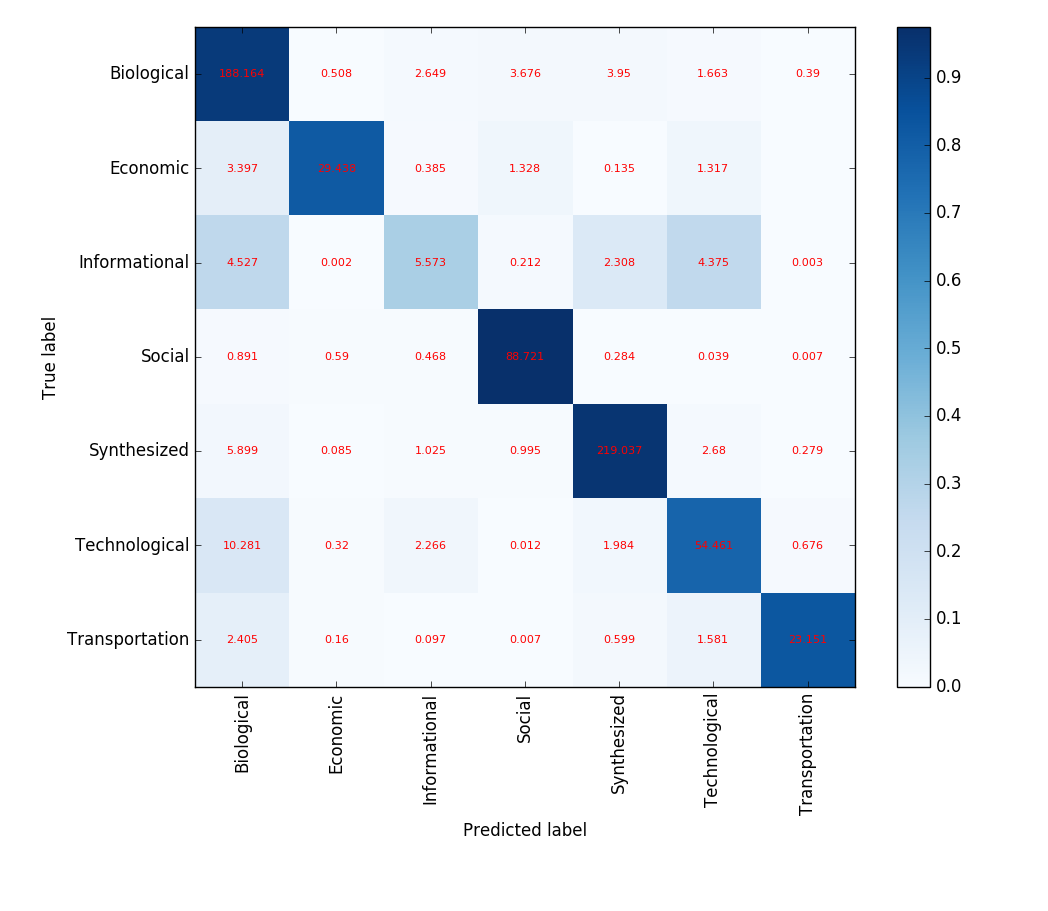 Biological 188.164 0.508 2.649 3.676 3.95 1.663 0.39
Economic 3.397 29.438 0.385 1.328 0.135 1.317
Informational 4.527 0.002 5.573 0.212 2.308 4.375 0.003
Social 0.891 0.59 0.468 88.721 0.284 0.039 0.007
Synthesized 5.899 0.085 1.025 0.995 219.037 2.68 0.279
Technological 10.281 0.32 2.266 0.012 1.984 54.461 0.676
Transportation 2.405 0.16 0.097 0.007 0.599 1.581 23.151
True label
Biological
Economic
Informational
Social
Synthesized
Technological
Transportation
Predicted label
0.9
0.8
0.7
0.6
0.5
0.4
0.3
0.2
0.1
0.0